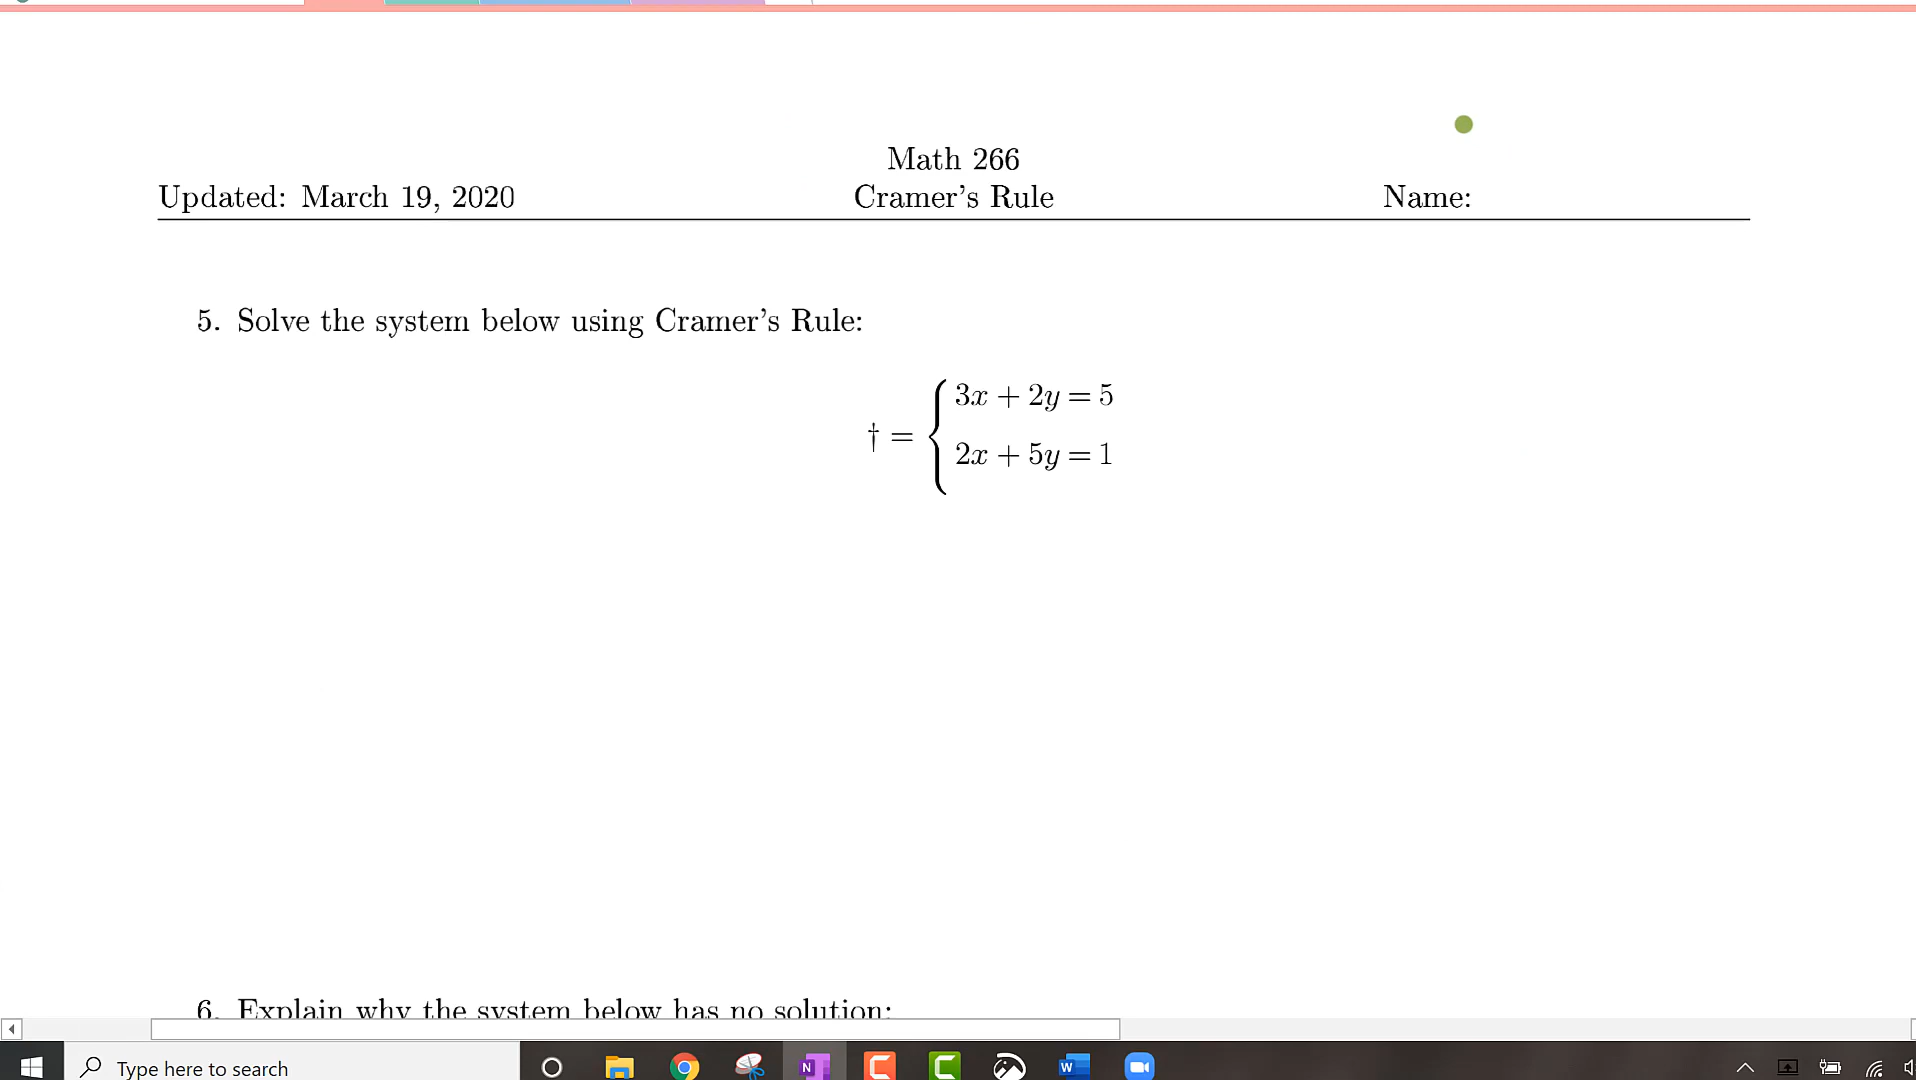 Math 266
Updated: March 19, 2020 Cramer's Rule Name:
5. Solve the system below using Cramer's Rule:
† = { 3x + 2y = 5
2x + 5y = 1
6. Explain why the system below has no solution:
Type here to search